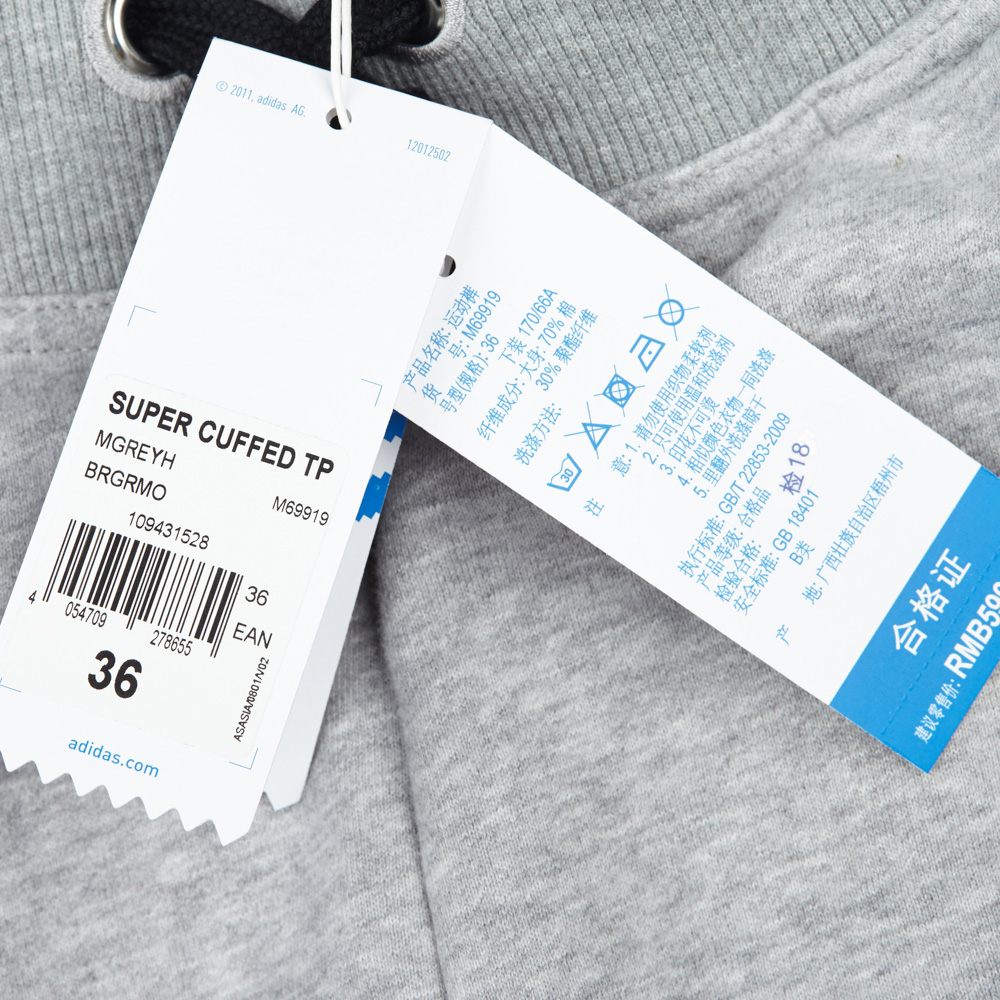 © 2011, adidas AG.
12012502
SUPER CUFFED TP
MGREYH
BRGRMO
M69919
109431528
36
4 054709 278655
EAN
36
ASASIA/0801/V02
adidas.com
产品名称: 运动裤
货 号: M69919
号型(规格): 36
下装 170/66A
纤维成分: 大身: 70% 棉
30% 聚酯纤维
洗涤方法:
30
注 意: 1. 请勿使用织物柔软剂
2. 只可使用温和洗涤剂
3. 印花不可烫
4. 相似颜色衣物一同洗涤
5. 里翻外洗涤晾干
执行标准: GB/T 22853-2009
产品等级: 合格品
检验合格: 检18
安全标准: GB 18401
B类
产 地: 广西壮族自治区梧州市
合格证
建议零售价: RMB599